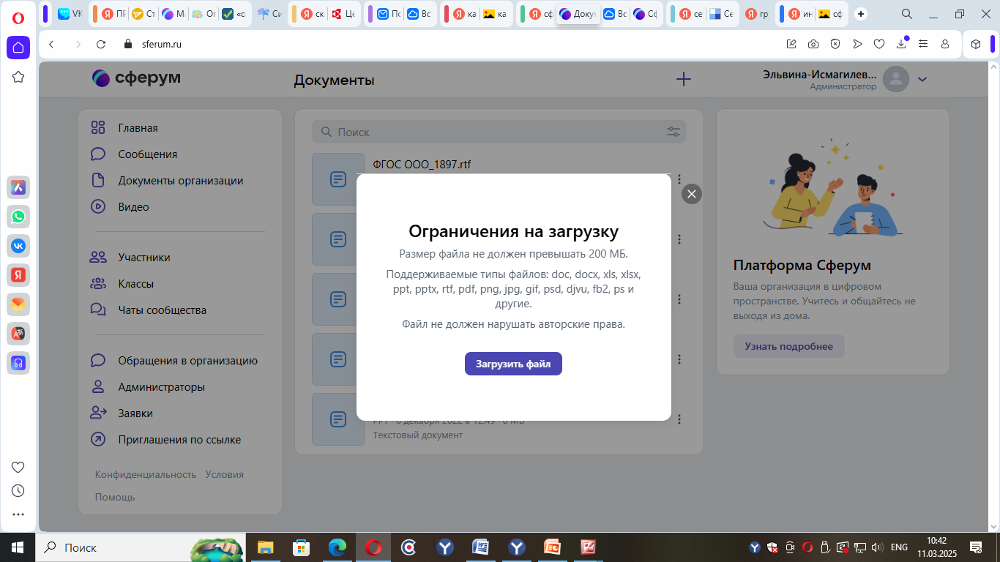 VK
ПР
Ст
М
Ог
«о
Си
ск
Це
По
Вс
ка
ка
сф
Доку
Вс
Сф
се
Се
гр
ин
сф
sferum.ru
сферум
Документы
Эльвина-Исмагилев...
Администратор
Главная
Сообщения
Документы организации
Видео
Участники
Классы
Чаты сообщества
Обращения в организацию
Администраторы
Заявки
Приглашения по ссылке
Конфиденциальность Условия
Помощь
Поиск
ФГОС ООО_1897.rtf
Ограничения на загрузку
Размер файла не должен превышать 200 МБ.
Поддерживаемые типы файлов: doc, docx, xls, xlsx,
ppt, pptx, rtf, pdf, png, jpg, gif, psd, djvu, fb2, ps и
другие.
Файл не должен нарушать авторские права.
Загрузить файл
PPT · 6 декабря 2022 в 12:49 · 6 МБ
Текстовый документ
Платформа Сферум
Ваша организация в цифровом
пространстве. Учитесь и общайтесь не
выходя из дома.
Узнать подробнее
Поиск
ENG
10:42
11.03.2025